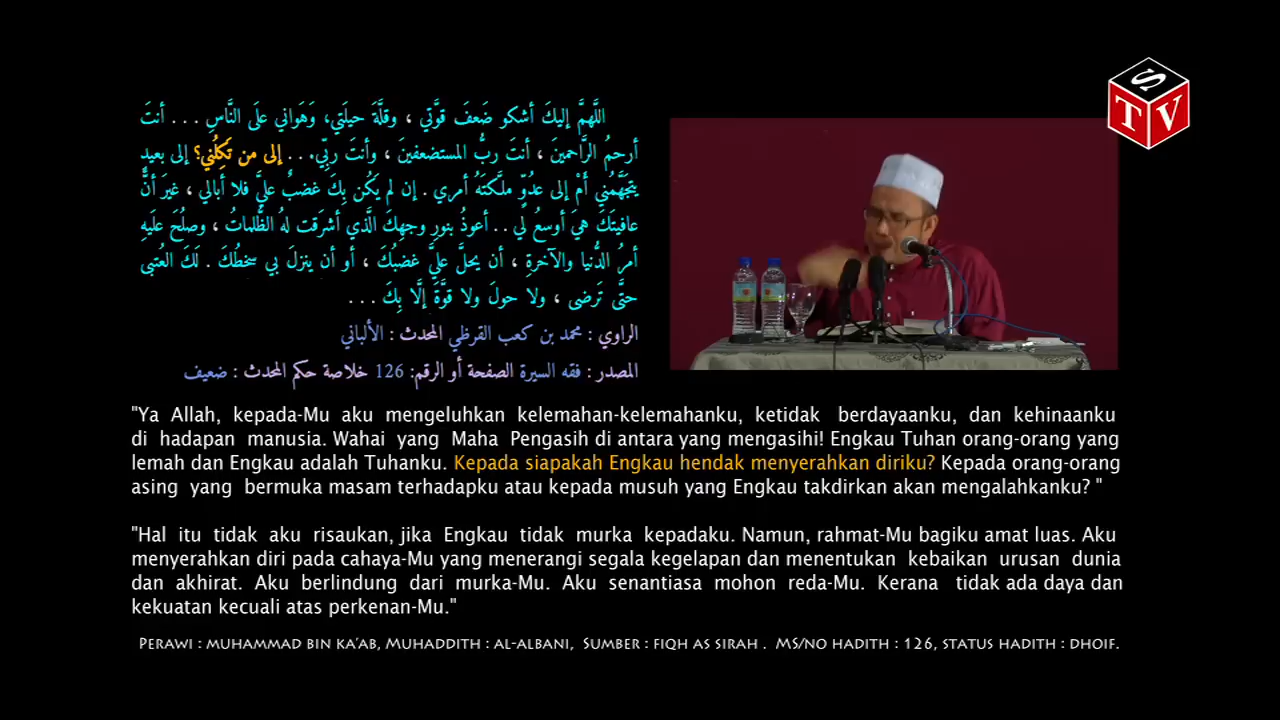 اللَّهمَّ إليكَ أشكو ضَعفَ قوَّتي ، وقلَّةَ حيلَتي، وَهَواني علَى النَّاسِ . . . أنتَ
أرحمُ الرَّاحمينَ ، أنتَ ربُّ المستضعفينَ ، وأنتَ ربِّي. . . إلى من تَكِلُني؟ إلى بعيدٍ
يتجَهَّمُني أمْ إلى عدُوٍّ ملَّكتَهُ أمري . إن لم يَكُن بِكَ غضبٌ عليَّ فلا أبالي ، غيرَ أنَّ
عافيتَكَ هيَ أوسعُ لي . . أعوذُ بنورِ وجهكَ الَّذي أشرَقت لهُ الظُّلماتُ ، وصلُحَ علَيهِ
أمرُ الدُّنيا والآخرةِ ، أن يحلَّ عليَّ غضبُكَ ، أو أن ينزلَ بي سخطُكَ . لَكَ العُتبى
حتَّى تَرضى ، ولا حولَ ولا قوَّةَ إلَّا بِكَ . . .
الراوي : محمد بن كعب القرظي المحدث : الألباني
المصدر : فقه السيرة الصفحة أو الرقم: 126 خلاصة حكم المحدث : ضعيف
STV
"Ya Allah, kepada-Mu aku mengeluhkan kelemahan-kelemahanku, ketidak berdayaanku, dan kehinaanku
di hadapan manusia. Wahai yang Maha Pengasih di antara yang mengasihi! Engkau Tuhan orang-orang yang
lemah dan Engkau adalah Tuhanku. Kepada siapakah Engkau hendak menyerahkan diriku? Kepada orang-orang
asing yang bermuka masam terhadapku atau kepada musuh yang Engkau takdirkan akan mengalahkanku? "
"Hal itu tidak aku risaukan, jika Engkau tidak murka kepadaku. Namun, rahmat-Mu bagiku amat luas. Aku
menyerahkan diri pada cahaya-Mu yang menerangi segala kegelapan dan menentukan kebaikan urusan dunia
dan akhirat. Aku berlindung dari murka-Mu. Aku senantiasa mohon reda-Mu. Kerana tidak ada daya dan
kekuatan kecuali atas perkenan-Mu."
PERAWI : MUHAMMAD BIN KA'AB, MUHADDITH : AL-ALBANI, SUMBER : FIQH AS SIRAH . MS/NO HADITH : 126, STATUS HADITH : DHOIF.